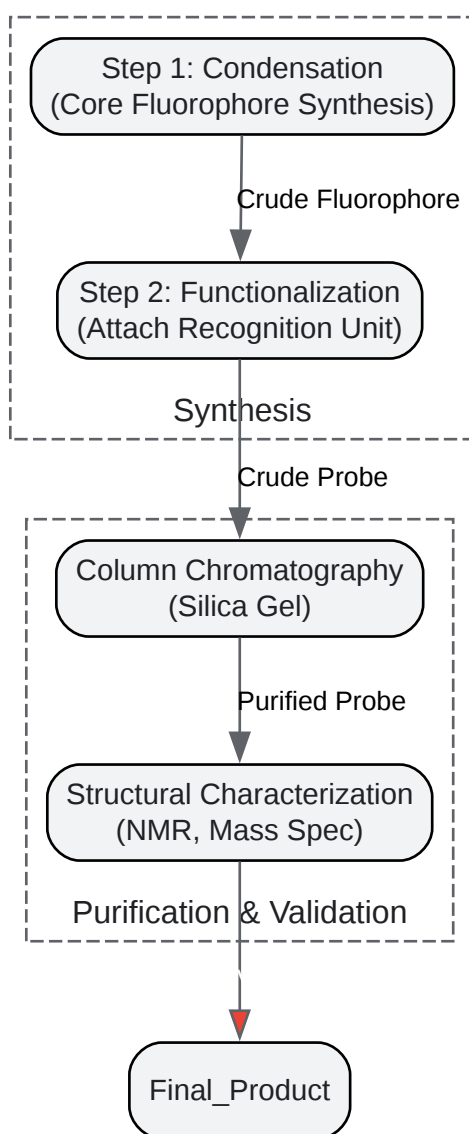 Step 1: Condensation
(Core Fluorophore Synthesis)
Crude Fluorophore
Step 2: Functionalization
(Attach Recognition Unit)
Synthesis
Crude Probe
Column Chromatography
(Silica Gel)
Purified Probe
Structural Characterization
(NMR, Mass Spec)
Purification & Validation
Final_Product